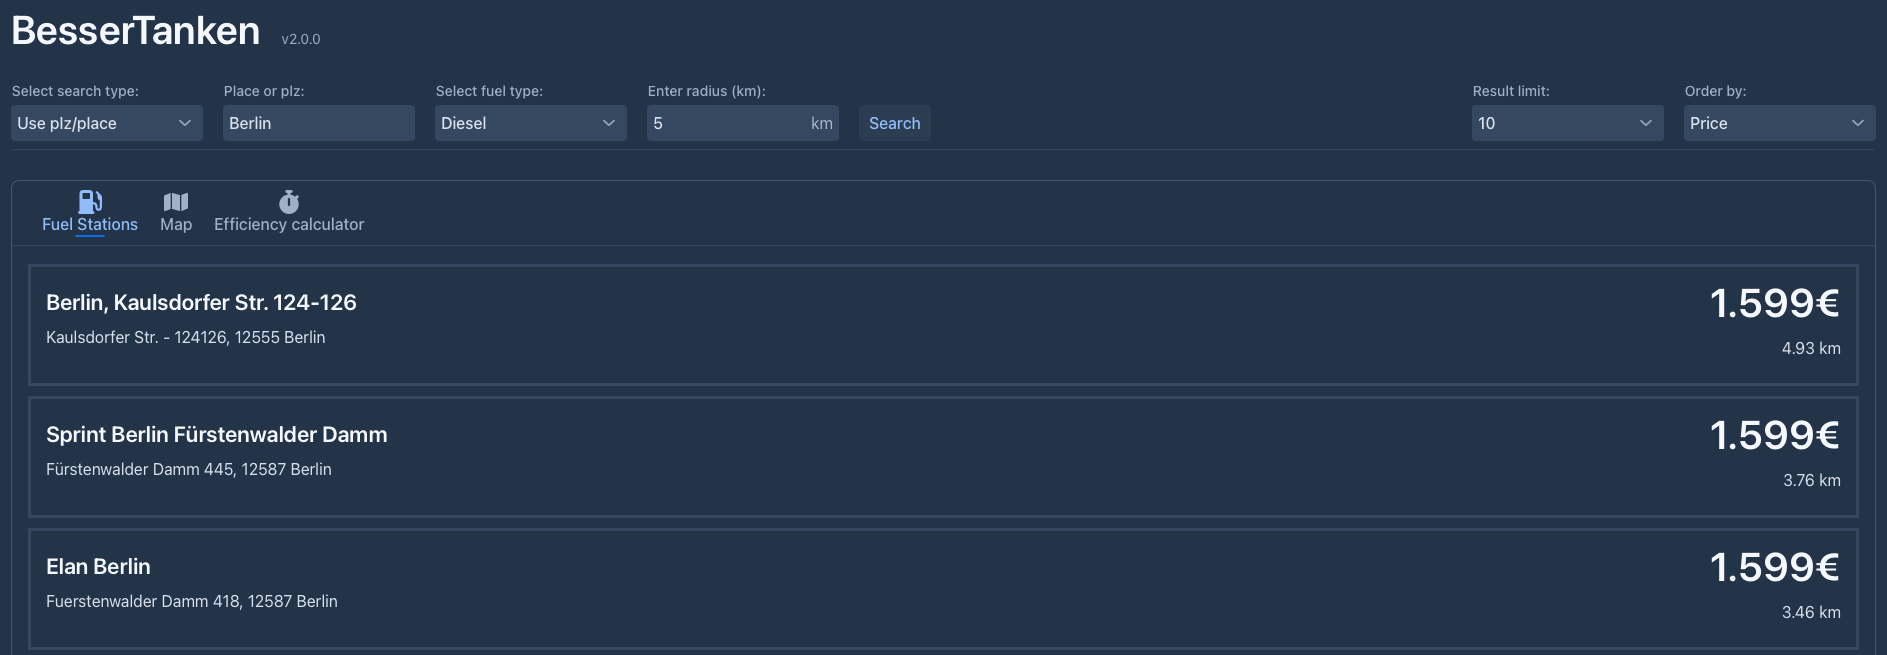 BesserTanken v2.0.0
Select search type: Place or plz: Select fuel type: Enter radius (km): Result limit: Order by:
Use plz/place Berlin Diesel 5 km Search 10 Price
Fuel Stations Map Efficiency calculator
Berlin, Kaulsdorfer Str. 124-126 1.599€
Kaulsdorfer Str. - 124126, 12555 Berlin 4.93 km
Sprint Berlin Fürstenwalder Damm 1.599€
Fürstenwalder Damm 445, 12587 Berlin 3.76 km
Elan Berlin 1.599€
Fuerstenwalder Damm 418, 12587 Berlin 3.46 km